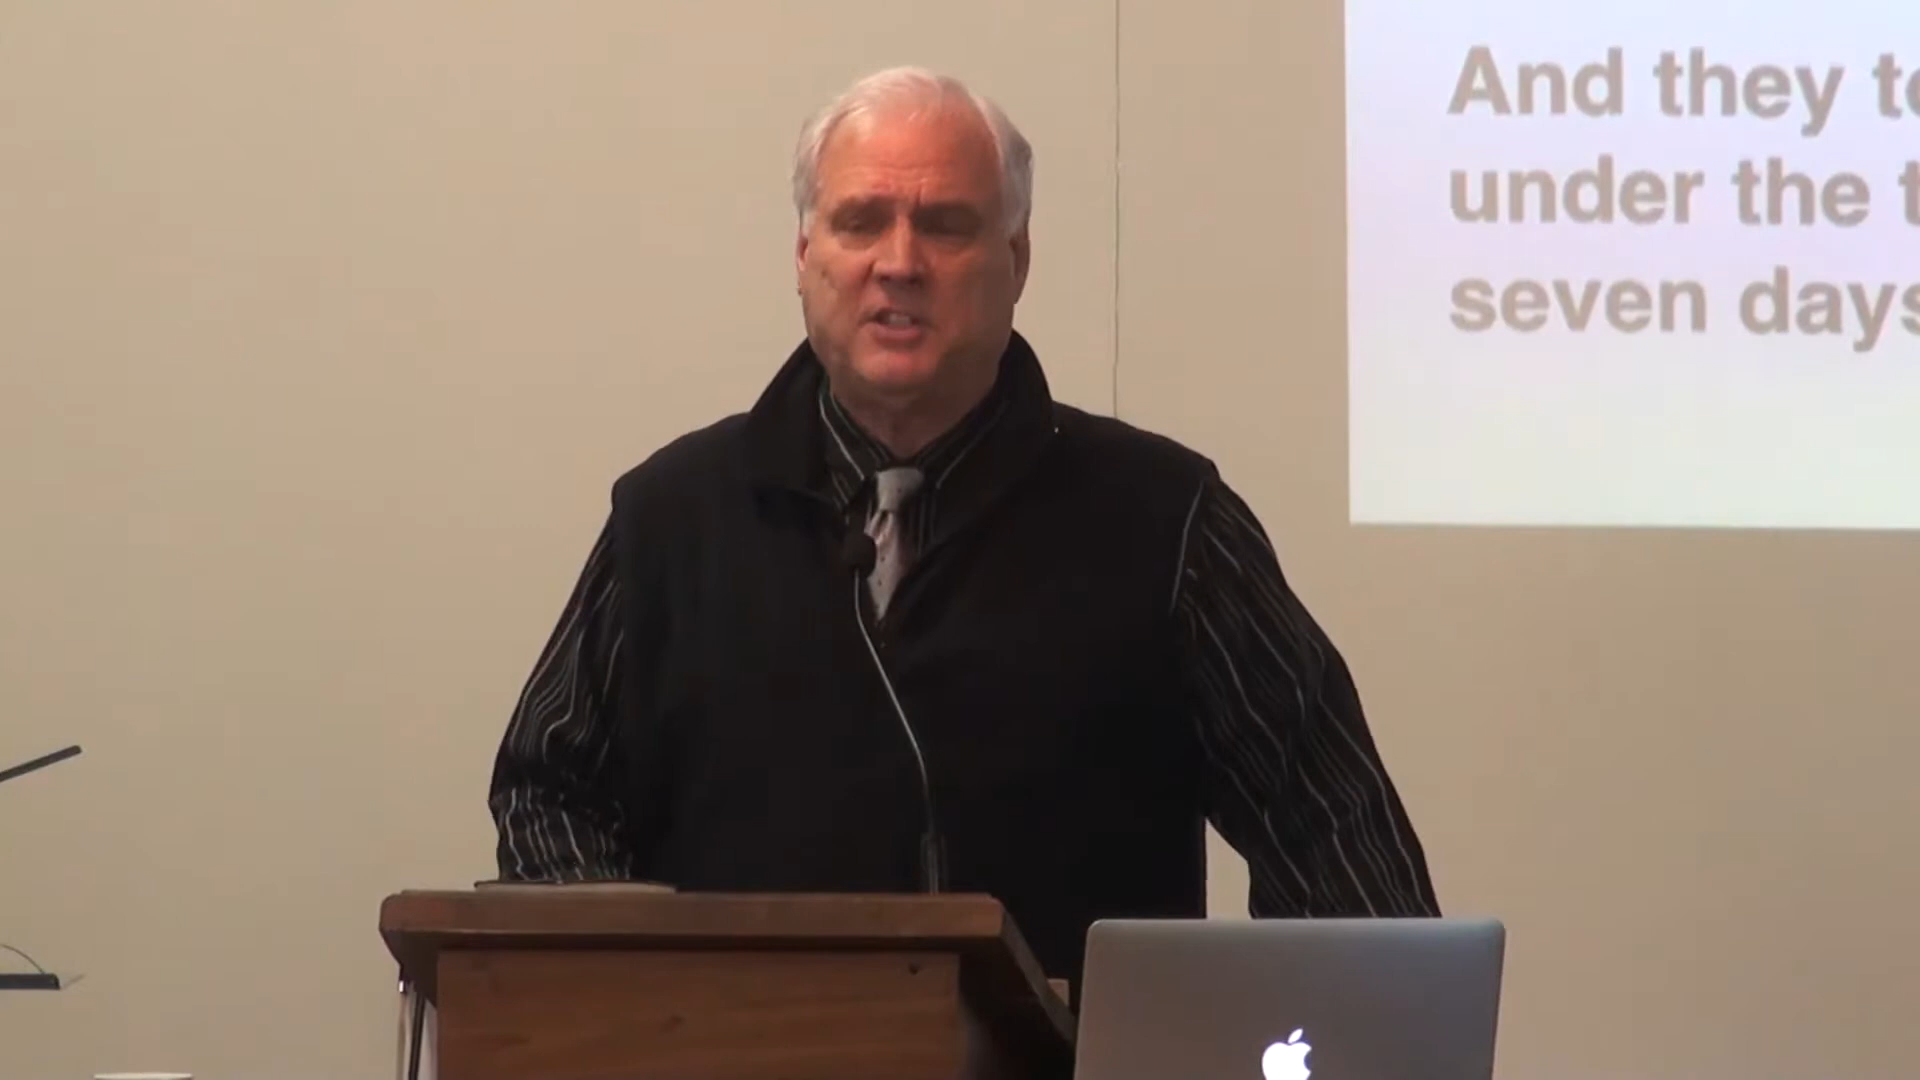 And they
under the
seven days